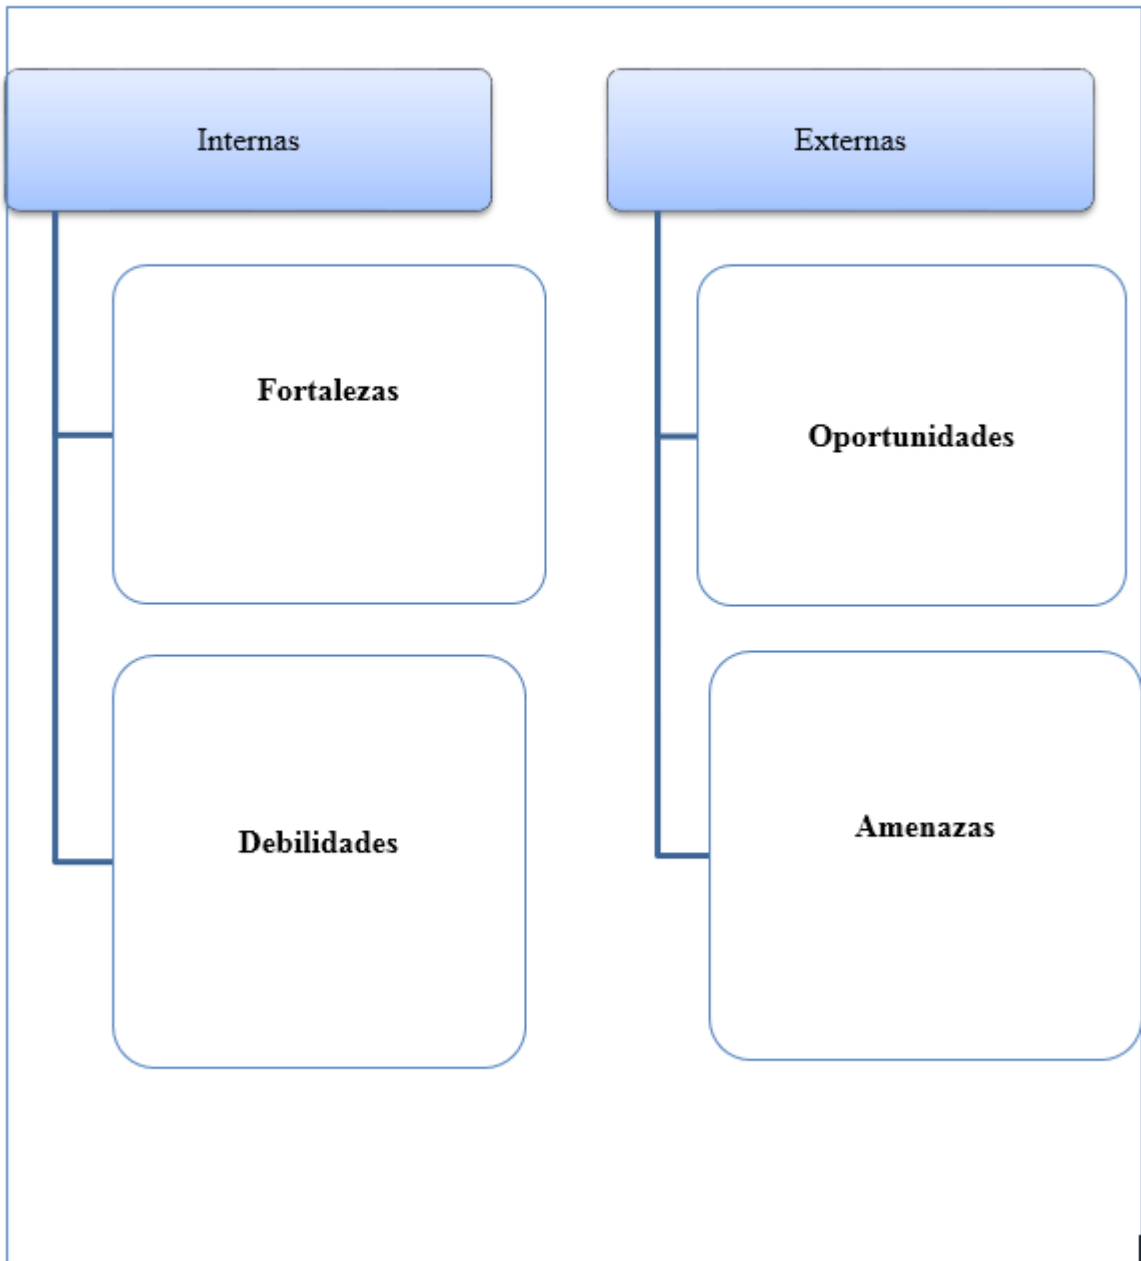 Internas
Fortalezas
Debilidades
Externas
Oportunidades
Amenazas